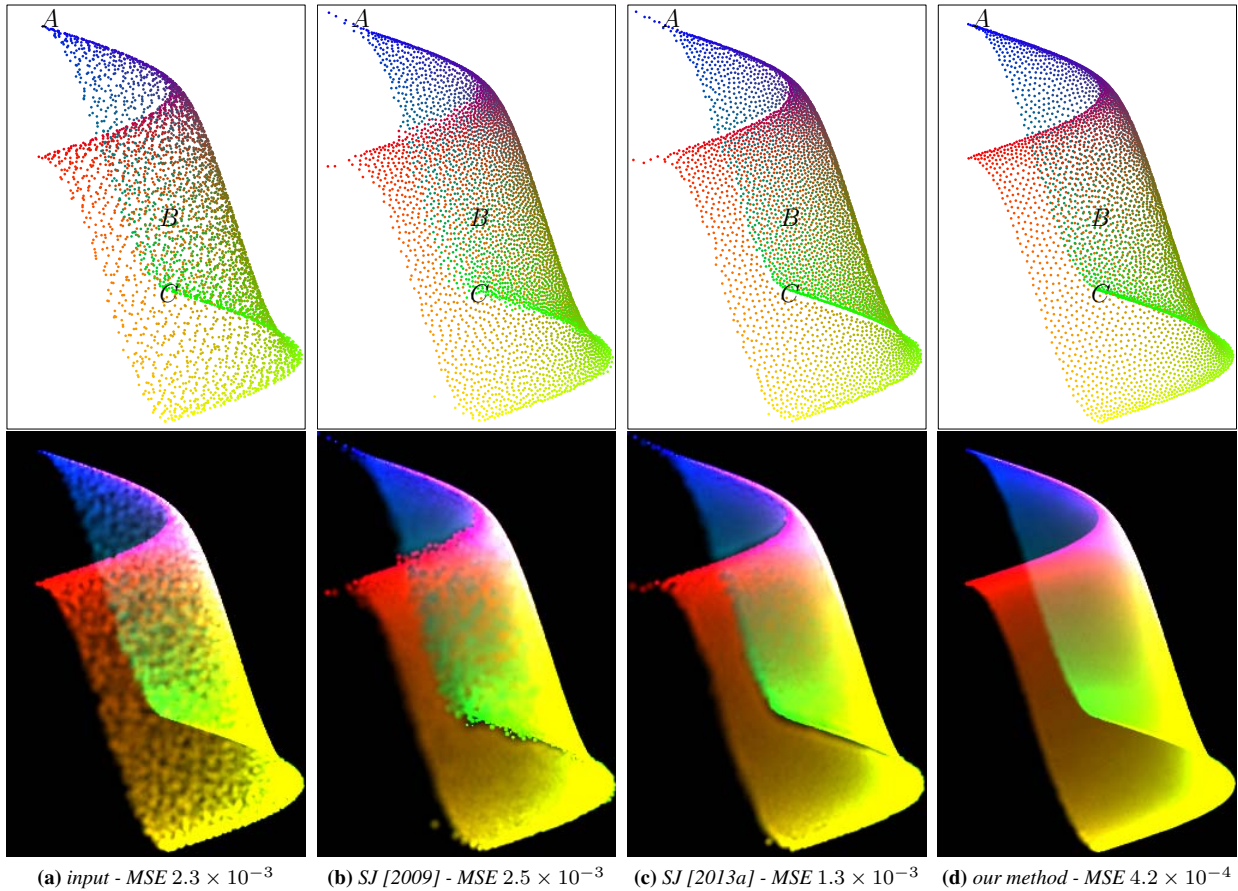 A A A A
B B B B
C C C C
(a) input - MSE 2.3 × 10⁻³ (b) SJ [2009] - MSE 2.5 × 10⁻³ (c) SJ [2013a] - MSE 1.3 × 10⁻³ (d) our method - MSE 4.2 × 10⁻⁴